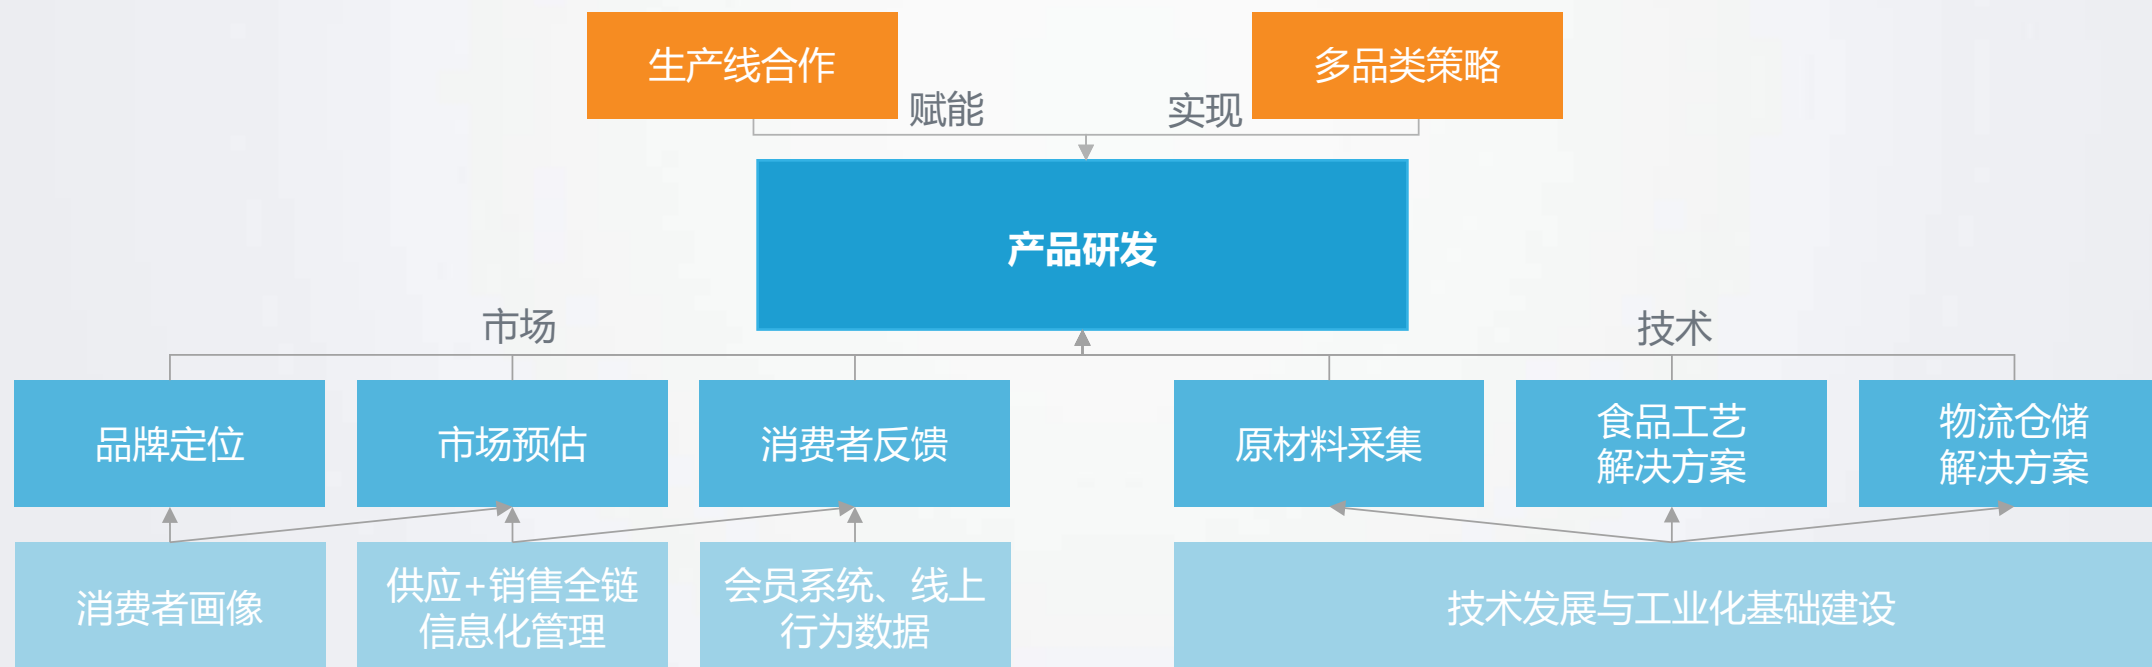 生产线合作
多品类策略
赋能
实现
产品研发
市场
技术
品牌定位
市场预估
消费者反馈
原材料采集
食品工艺
解决方案
物流仓储
解决方案
消费者画像
供应+销售全链
信息化管理
会员系统、线上
行为数据
技术发展与工业化基础建设